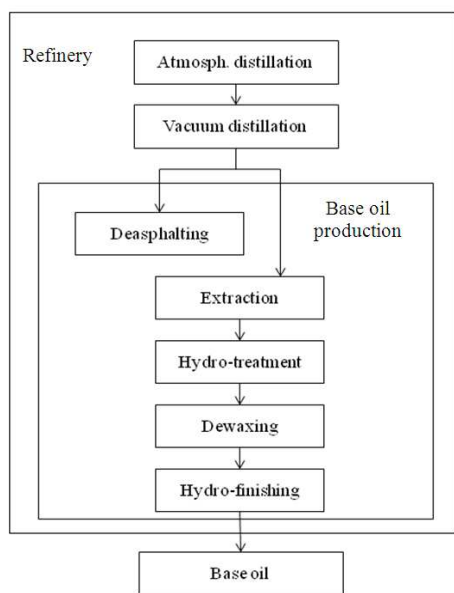 Refinery
Atmosph. distillation
Vacuum distillation
Base oil
production
Deasphalting
Extraction
Hydro-treatment
Dewaxing
Hydro-finishing
Base oil